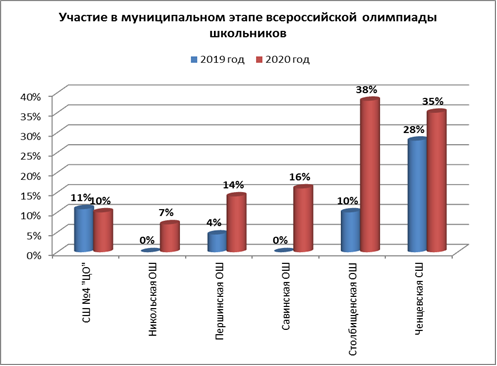 Участие в муниципальном этапе всероссийской олимпиады
школьников
2019 год 2020 год
40%
35%
30%
25%
20%
15%
10%
5%
0%
11% 10%
0% 7%
4% 14%
0% 16%
10% 38%
28% 35%
СШ №4 "ЦО"
Никольская ОШ
Першинская ОШ
Савинская ОШ
Столбищенская ОШ
Ченцевская СШ